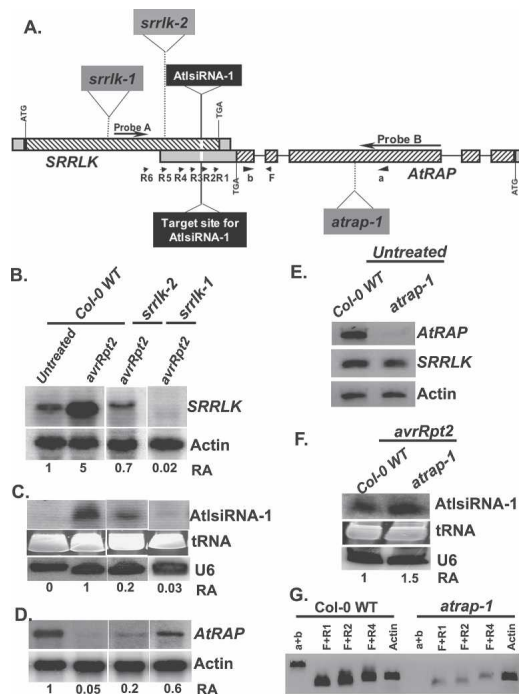 A.
srrlk-2
srrlk-1
AtlsiRNA-1
ATG
TGA
Probe A
Probe B
SRRLK
AtRAP
R6 R5 R4 R3 R2 R1
TGA
b F a
ATG
Target site for
AtlsiRNA-1
atrap-1
B.
Col-0 WT srrlk-2 srrlk-1
Untreated avrRpt2 avrRpt2 avrRpt2
SRRLK
Actin
1 5 0.7 0.02 RA
C.
AtlsiRNA-1
tRNA
U6
0 1 0.2 0.03 RA
D.
AtRAP
Actin
1 0.05 0.2 0.6 RA
E.
Untreated
Col-0 WT atrap-1
AtRAP
SRRLK
Actin
F.
avrRpt2
Col-0 WT atrap-1
AtlsiRNA-1
tRNA
U6
1 1.5 RA
G.
Col-0 WT atrap-1
a+b F+R1 F+R2 F+R4 Actin a+b F+R1 F+R2 F+R4 Actin